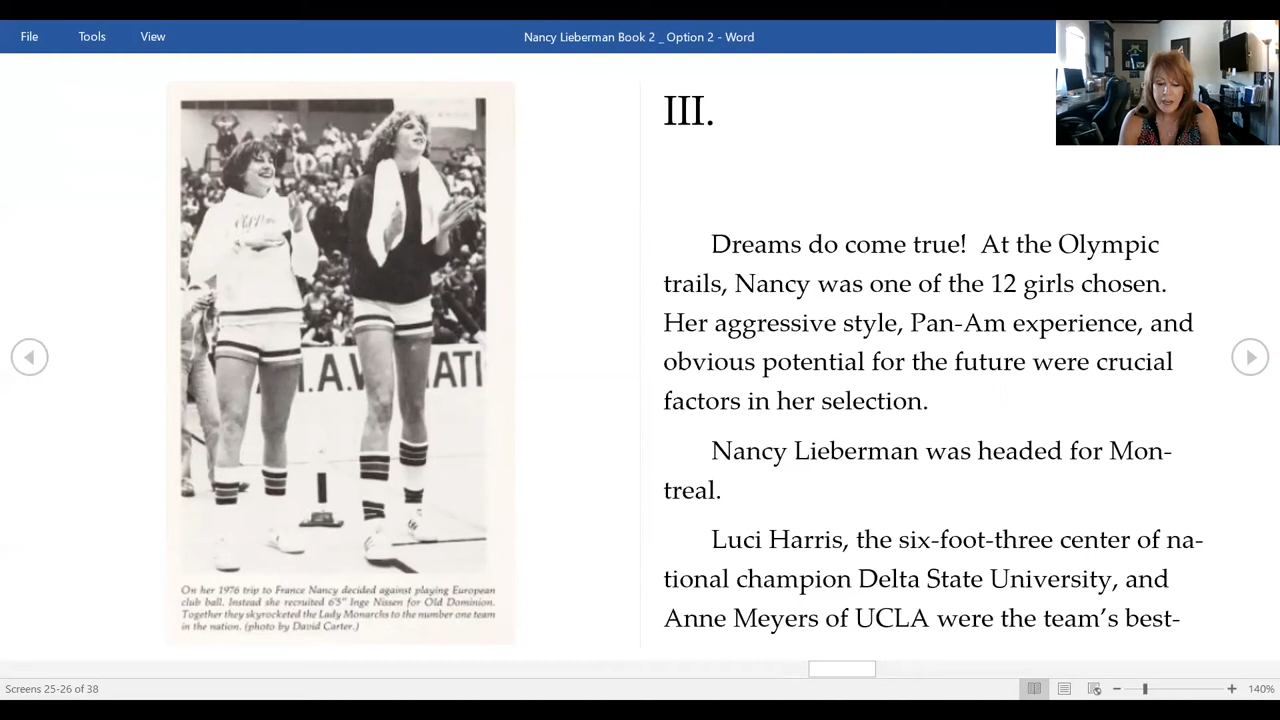 File Tools View
Nancy Lieberman Book 2 _ Option 2 - Word
A.W
ATI
On her 1976 trip to France Nancy decided against playing European
club ball. Instead she recruited 6'5" Inge Nissen for Old Dominion.
Together they skyrocketed the Lady Monarchs to the number one team
in the nation. (photo by David Carter.)
III.
Dreams do come true!  At the Olympic
trails, Nancy was one of the 12 girls chosen.
Her aggressive style, Pan-Am experience, and
obvious potential for the future were crucial
factors in her selection.
Nancy Lieberman was headed for Mon-
treal.
Luci Harris, the six-foot-three center of na-
tional champion Delta State University, and
Anne Meyers of UCLA were the team’s best-
Screens 25-26 of 38
140%